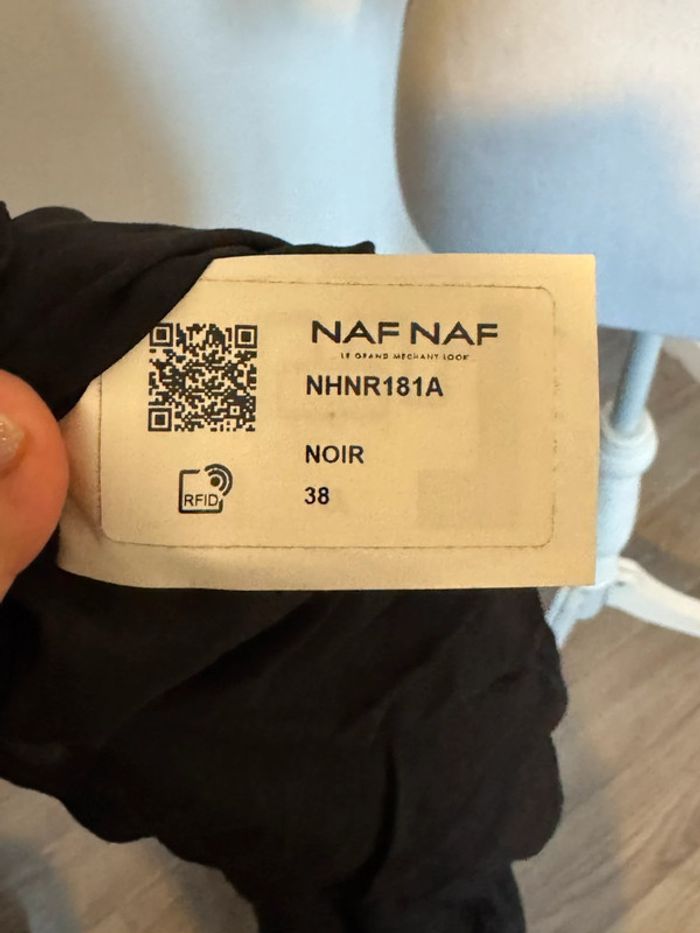 NAF NAF
LE GRAND MECHANT LOOK
NHNR181A
NOIR
38
RFID